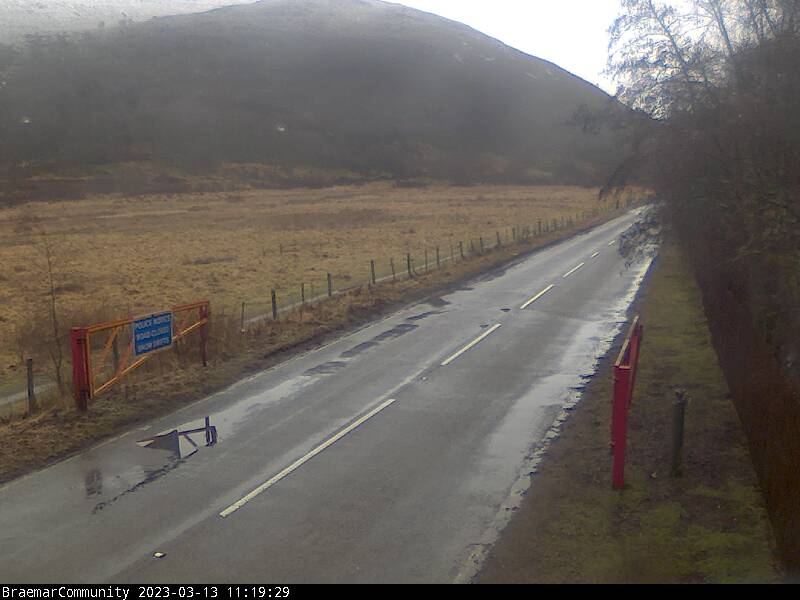 POLICE NOTICE
ROAD CLOSED
SNOW DRIFTS
BraemarCommunity 2023-03-13 11:19:29